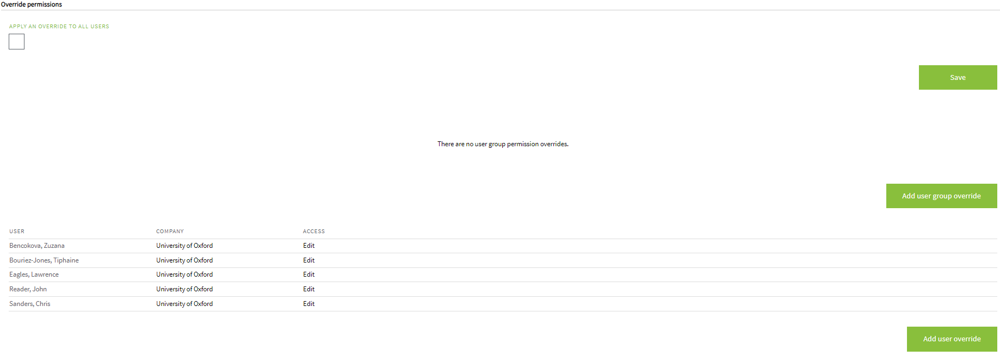 Override permissions
APPLY AN OVERRIDE TO ALL USERS
Save
There are no user group permission overrides.
Add user group override
USER COMPANY ACCESS
Bencokova, Zuzana University of Oxford Edit
Bouriez-Jones, Tiphaine University of Oxford Edit
Eagles, Lawrence University of Oxford Edit
Reader, John University of Oxford Edit
Sanders, Chris University of Oxford Edit
Add user override